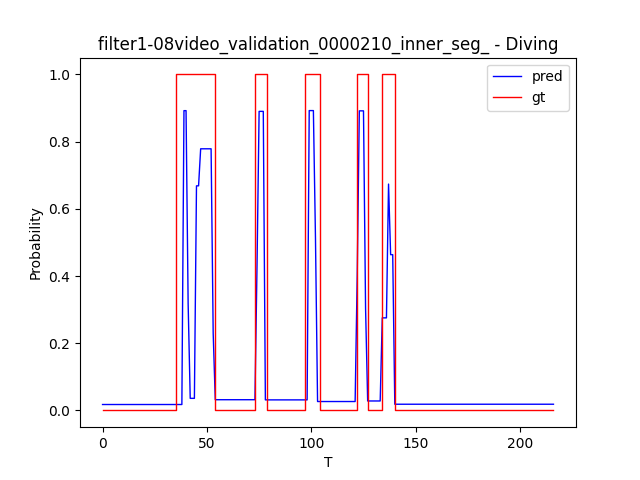 filter1-08video_validation_0000210_inner_seg_ - Diving
pred
gt
1.0
0.8
0.6
0.4
0.2
0.0
Probability
0
50
100
150
200
T